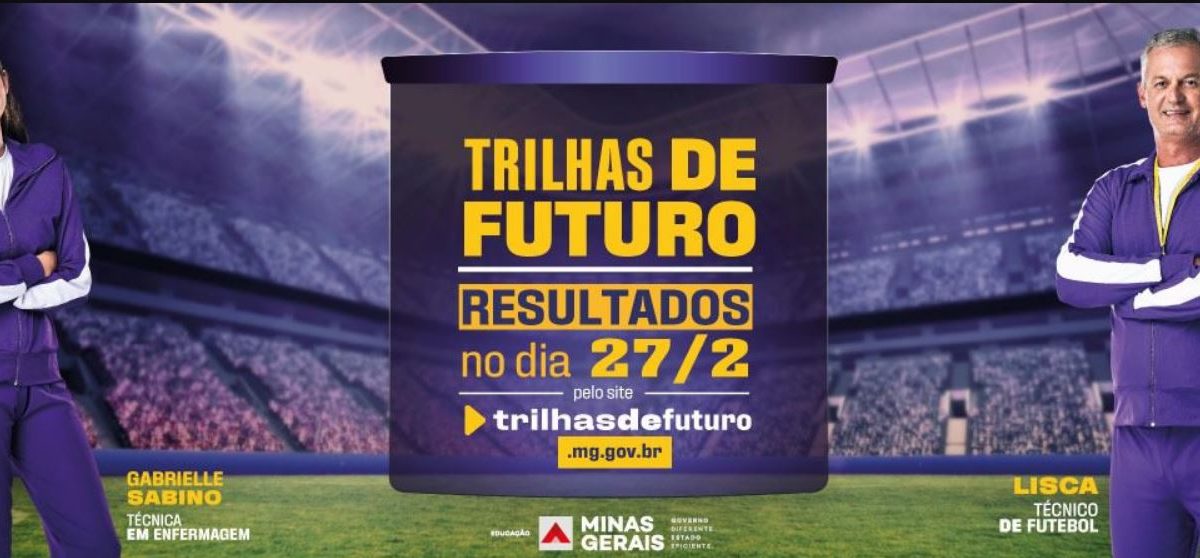 TRILHAS DE
FUTURO
RESULTADOS
no dia 27/2
pelo site
trilhasdefuturo
.mg.gov.br
GABRIELLE
SABINO
TÉCNICA
EM ENFERMAGEM
LISCA
TÉCNICO
DE FUTEBOL
EDUCAÇÃO
MINAS
GERAIS
GOVERNO
DIFERENTE.
ESTADO
EFICIENTE.